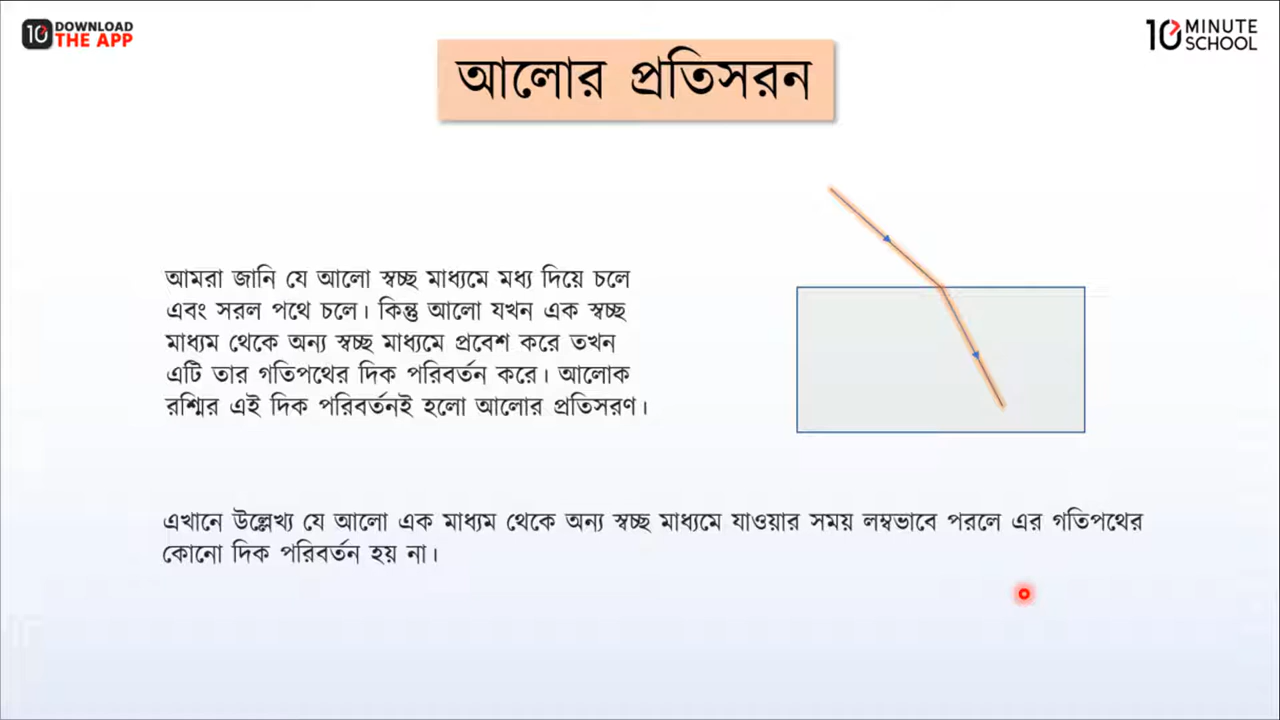 DOWNLOAD
THE APP
10 MINUTE
SCHOOL
আলোর প্রতিসরন
আমরা জানি যে আলো স্বচ্ছ মাধ্যমে মধ্য দিয়ে চলে
এবং সরল পথে চলে। কিন্তু আলো যখন এক স্বচ্ছ
মাধ্যম থেকে অন্য স্বচ্ছ মাধ্যমে প্রবেশ করে তখন
এটি তার গতিপথের দিক পরিবর্তন করে। আলোক
রশ্মির এই দিক পরিবর্তনই হলো আলোর প্রতিসরণ।
এখানে উল্লেখ্য যে আলো এক মাধ্যম থেকে অন্য স্বচ্ছ মাধ্যমে যাওয়ার সময় লম্বভাবে পরলে এর গতিপথের
কোনো দিক পরিবর্তন হয় না।